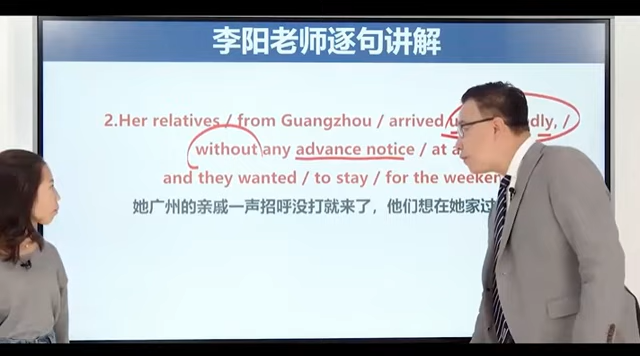 李阳老师逐句讲解
2.Her relatives / from Guangzhou / arrived /
without any advance notice / at
and they wanted / to stay / for the
她广州的亲戚一声招呼没打就来了，他们想在她家过